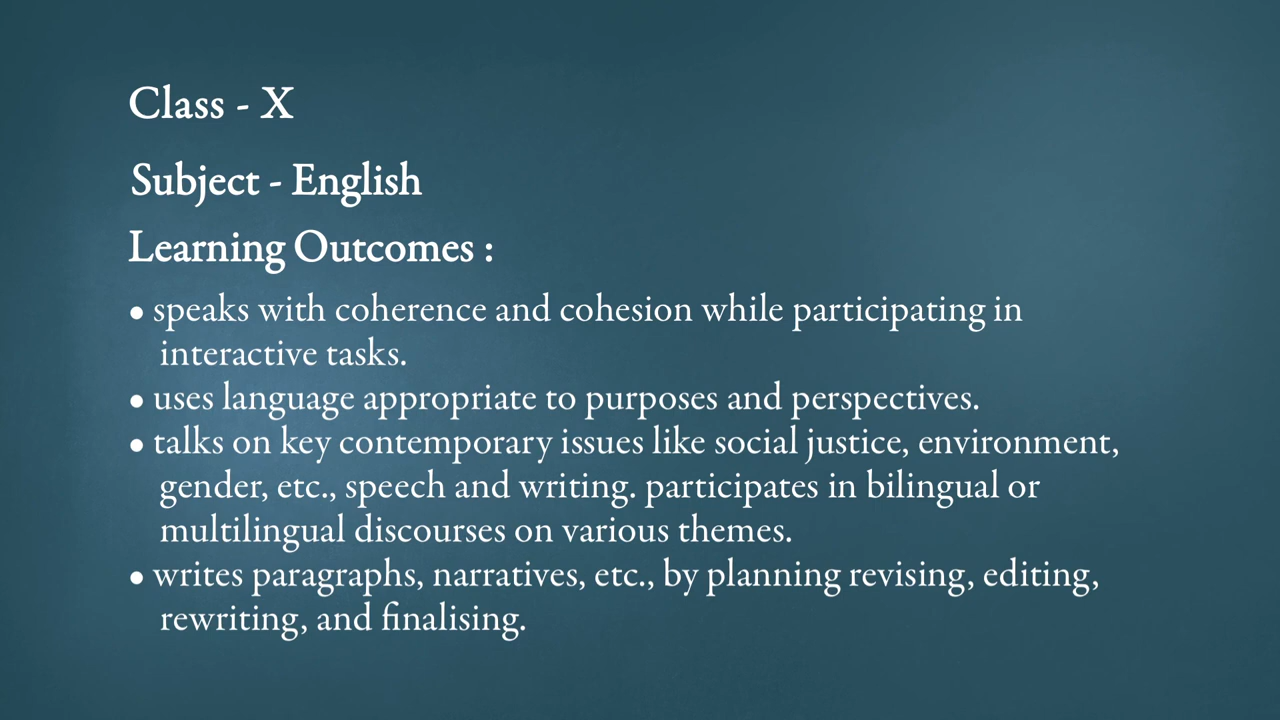 Class - X
Subject - English
Learning Outcomes :
• speaks with coherence and cohesion while participating in
interactive tasks.
• uses language appropriate to purposes and perspectives.
• talks on key contemporary issues like social justice, environment,
gender, etc., speech and writing. participates in bilingual or
multilingual discourses on various themes.
• writes paragraphs, narratives, etc., by planning revising, editing,
rewriting, and finalising.